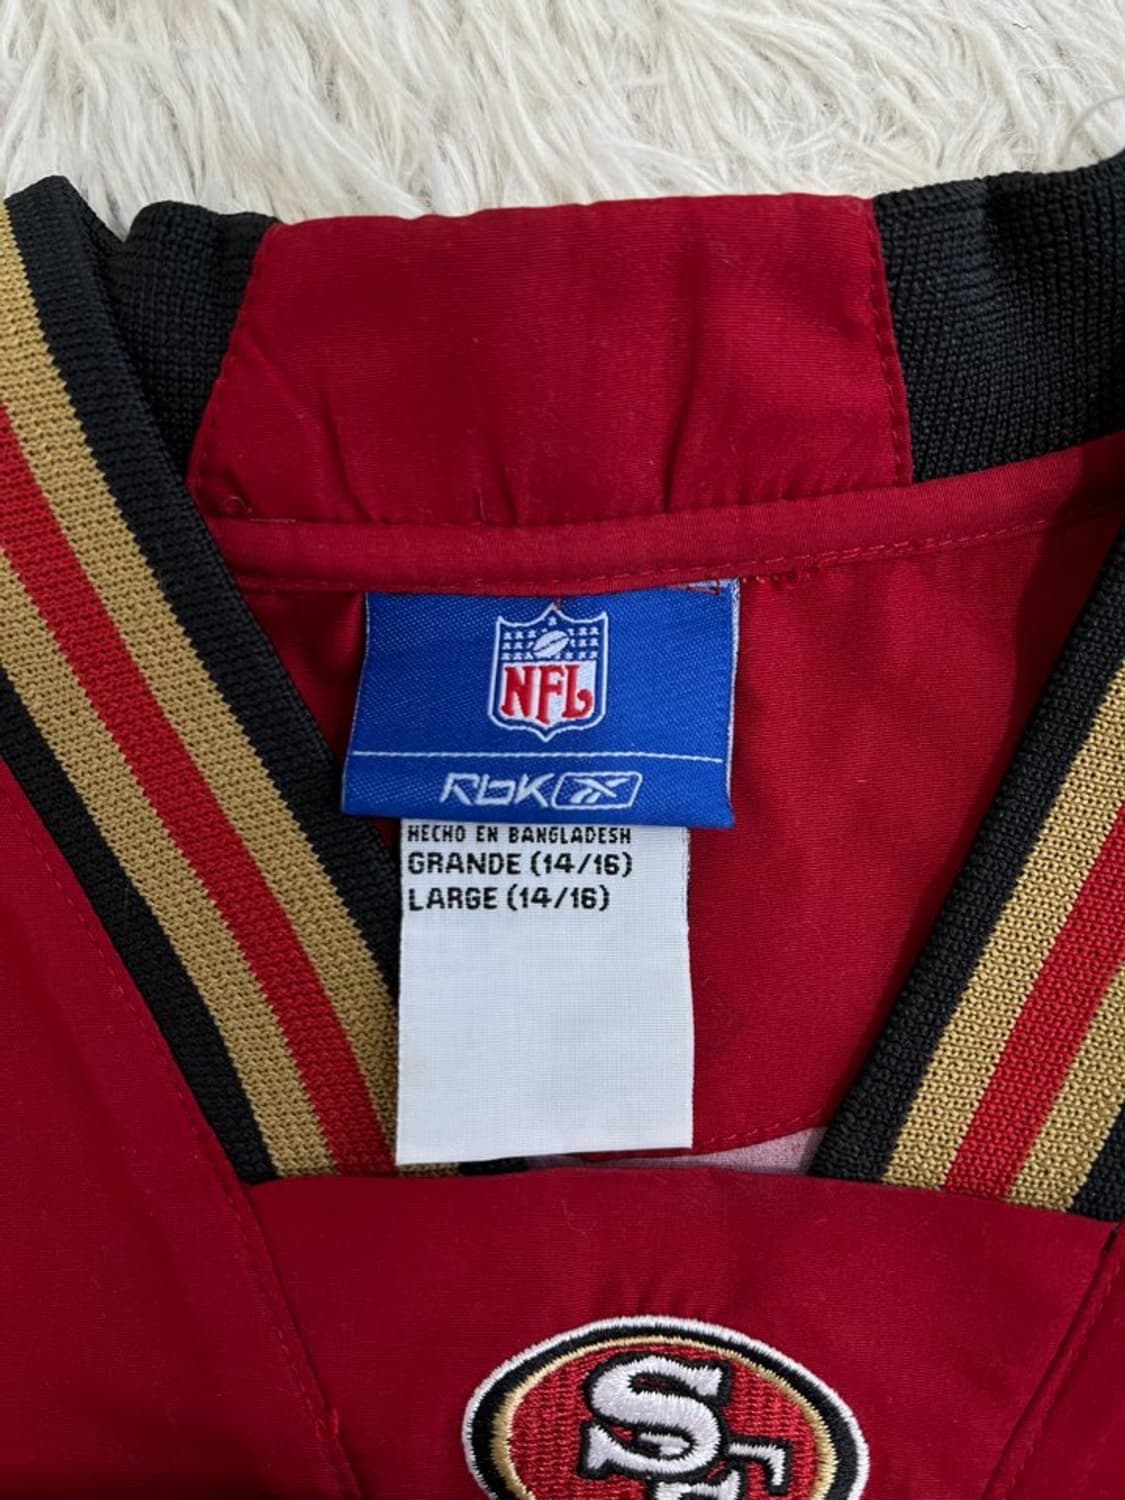 NFL
RbK
HECHO EN BANGLADESH
GRANDE (14/16)
LARGE (14/16)
SF